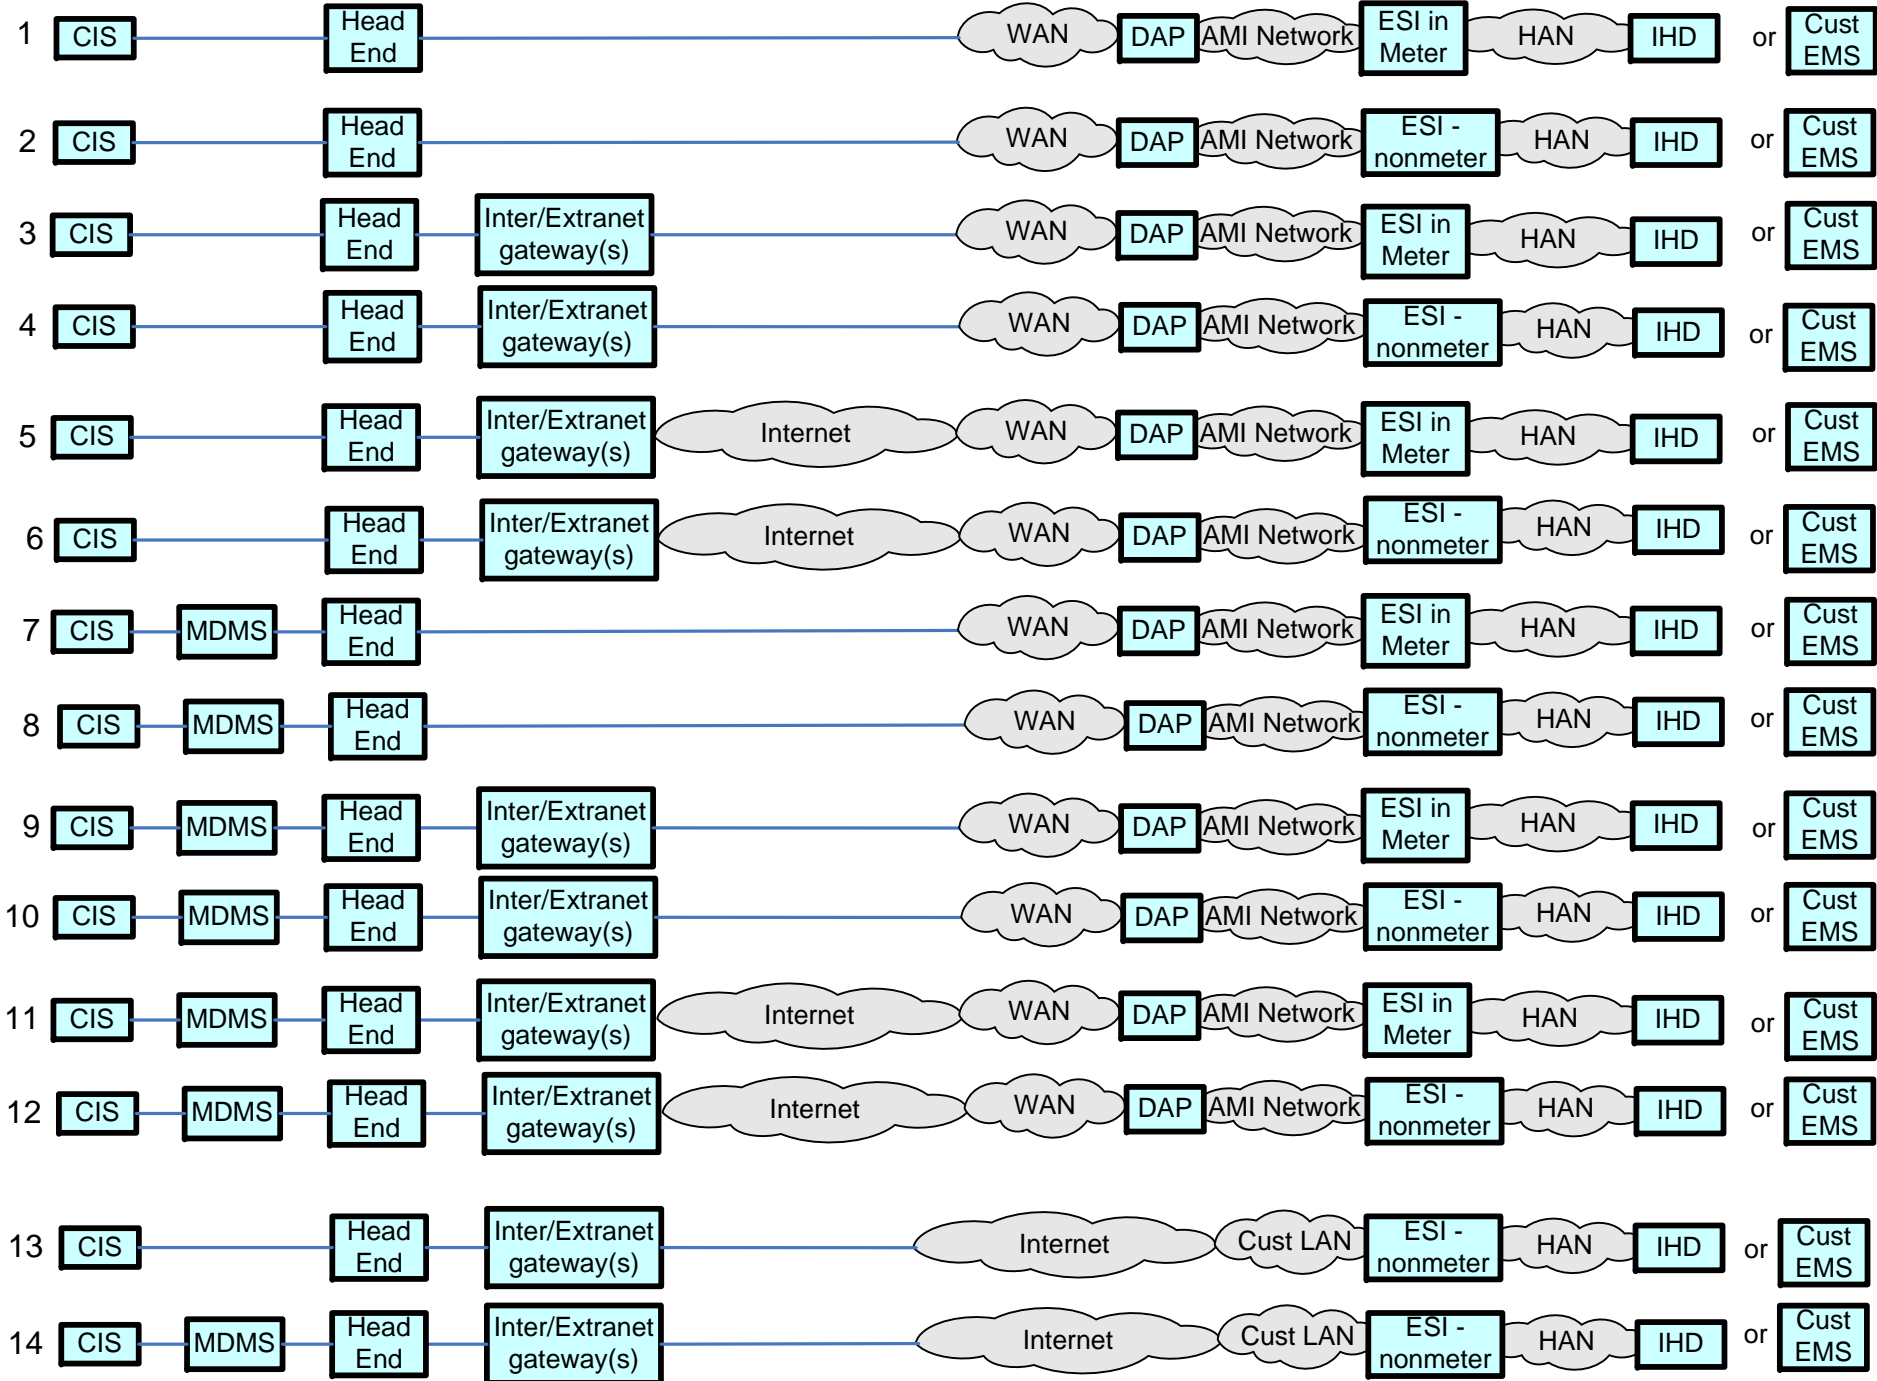 1 CIS Head End WAN DAP AMI Network ESI in Meter HAN IHD or Cust EMS
2 CIS Head End WAN DAP AMI Network ESI - nonmeter HAN IHD or Cust EMS
3 CIS Head End Inter/Extranet gateway(s) WAN DAP AMI Network ESI in Meter HAN IHD or Cust EMS
4 CIS Head End Inter/Extranet gateway(s) WAN DAP AMI Network ESI - nonmeter HAN IHD or Cust EMS
5 CIS Head End Inter/Extranet gateway(s) Internet WAN DAP AMI Network ESI in Meter HAN IHD or Cust EMS
6 CIS Head End Inter/Extranet gateway(s) Internet WAN DAP AMI Network ESI - nonmeter HAN IHD or Cust EMS
7 CIS MDMS Head End WAN DAP AMI Network ESI in Meter HAN IHD or Cust EMS
8 CIS MDMS Head End WAN DAP AMI Network ESI - nonmeter HAN IHD or Cust EMS
9 CIS MDMS Head End Inter/Extranet gateway(s) WAN DAP AMI Network ESI in Meter HAN IHD or Cust EMS
10 CIS MDMS Head End Inter/Extranet gateway(s) WAN DAP AMI Network ESI - nonmeter HAN IHD or Cust EMS
11 CIS MDMS Head End Inter/Extranet gateway(s) Internet WAN DAP AMI Network ESI in Meter HAN IHD or Cust EMS
12 CIS MDMS Head End Inter/Extranet gateway(s) Internet WAN DAP AMI Network ESI - nonmeter HAN IHD or Cust EMS
13 CIS Head End Inter/Extranet gateway(s) Internet Cust LAN ESI - nonmeter HAN IHD or Cust EMS
14 CIS MDMS Head End Inter/Extranet gateway(s) Internet Cust LAN ESI - nonmeter HAN IHD or Cust EMS